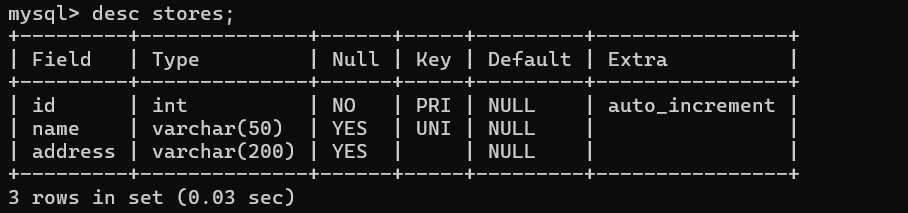 mysql> desc stores;
+---------+--------------+------+-----+---------+----------------+
| Field   | Type         | Null | Key | Default | Extra          |
+---------+--------------+------+-----+---------+----------------+
| id      | int          | NO   | PRI | NULL    | auto_increment |
| name    | varchar(50)  | YES  | UNI | NULL    |                |
| address | varchar(200) | YES  |     | NULL    |                |
+---------+--------------+------+-----+---------+----------------+
3 rows in set (0.03 sec)